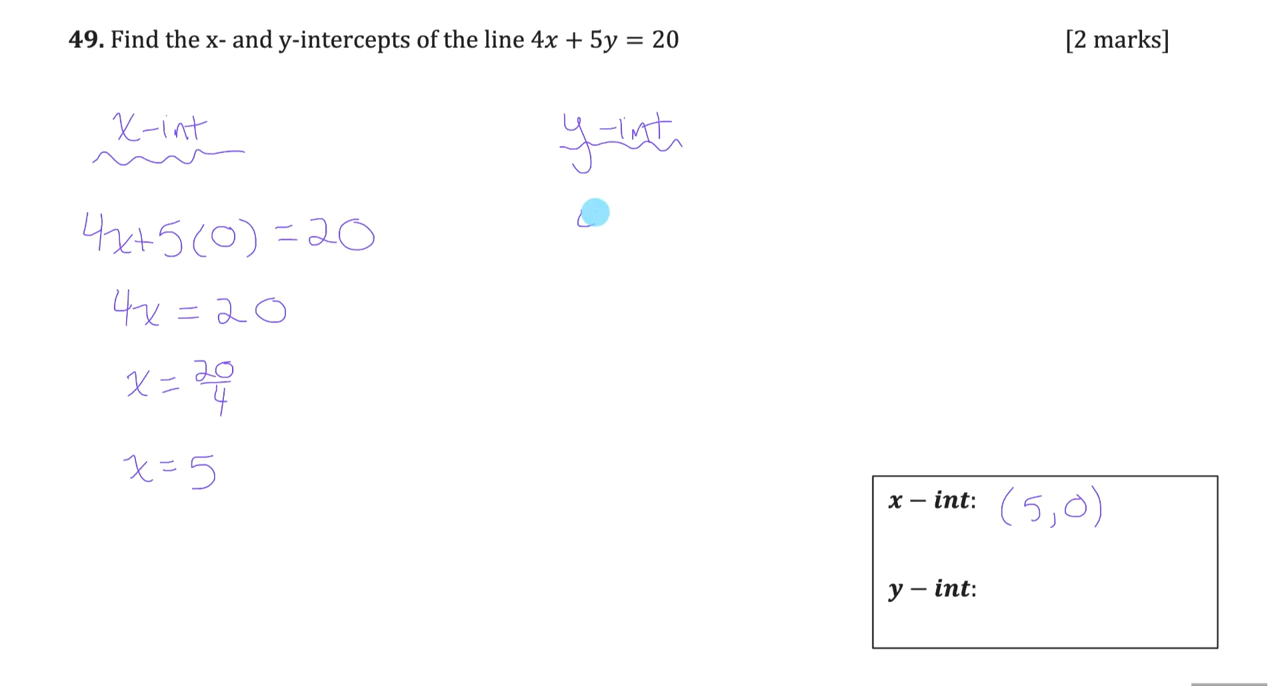 49. Find the x- and y-intercepts of the line 4x + 5y = 20 [2 marks]
x-int
y-int
4x+5(0) = 20
4x = 20
x = 20/4
x = 5
x – int: (5,0)
y – int: